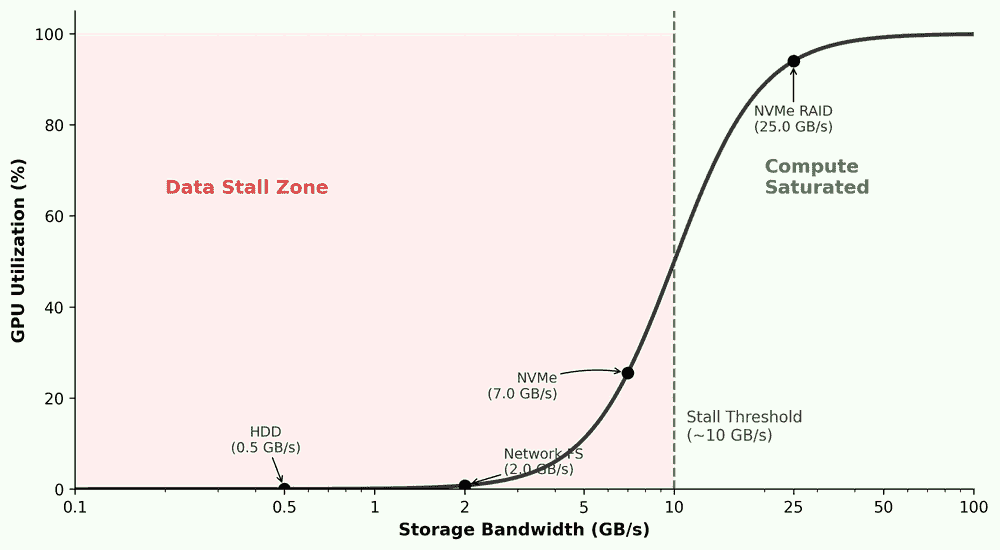 GPU Utilization (%)
100
80
60
40
20
0
Data Stall Zone
NVMe RAID
(25.0 GB/s)
Compute
Saturated
NVMe
(7.0 GB/s)
Stall Threshold
(~10 GB/s)
HDD
(0.5 GB/s)
Network FS
(2.0 GB/s)
0.1 0.5 1 2 5 10 25 50 100
Storage Bandwidth (GB/s)